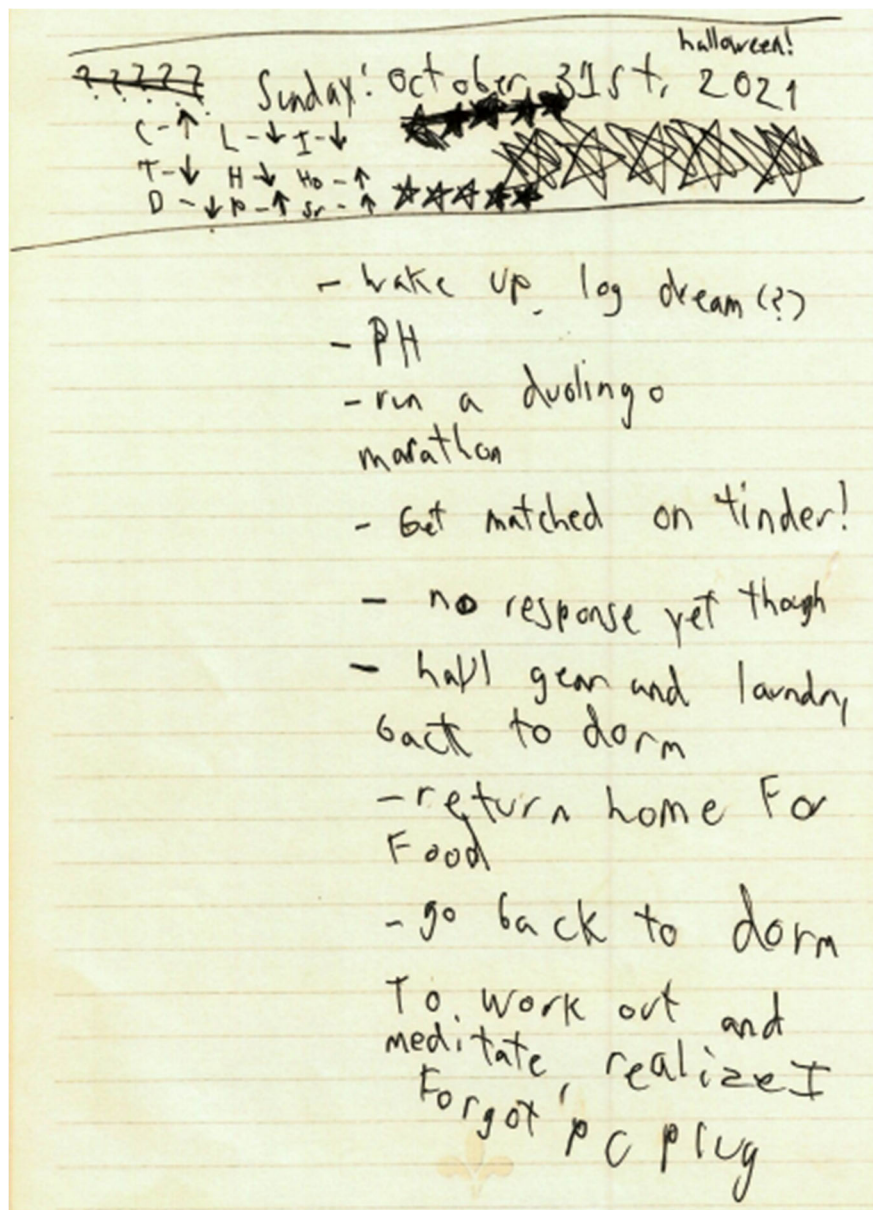 halloween!
????? Sunday: October, 31st, 2021
C-↑ L-↓ I-↓
T-↓ H↓ Ho-↑
D-↓ P-↑ Sr-↑
- wake up, log dream (?)
- PH
- run a duolingo
marathon
- Get matched on tinder!
- no response yet though
- haul gear and laundry
back to dorm
- return home For
Food
- go back to dorm
To work out and
meditate, realize I
Forgot PC plug